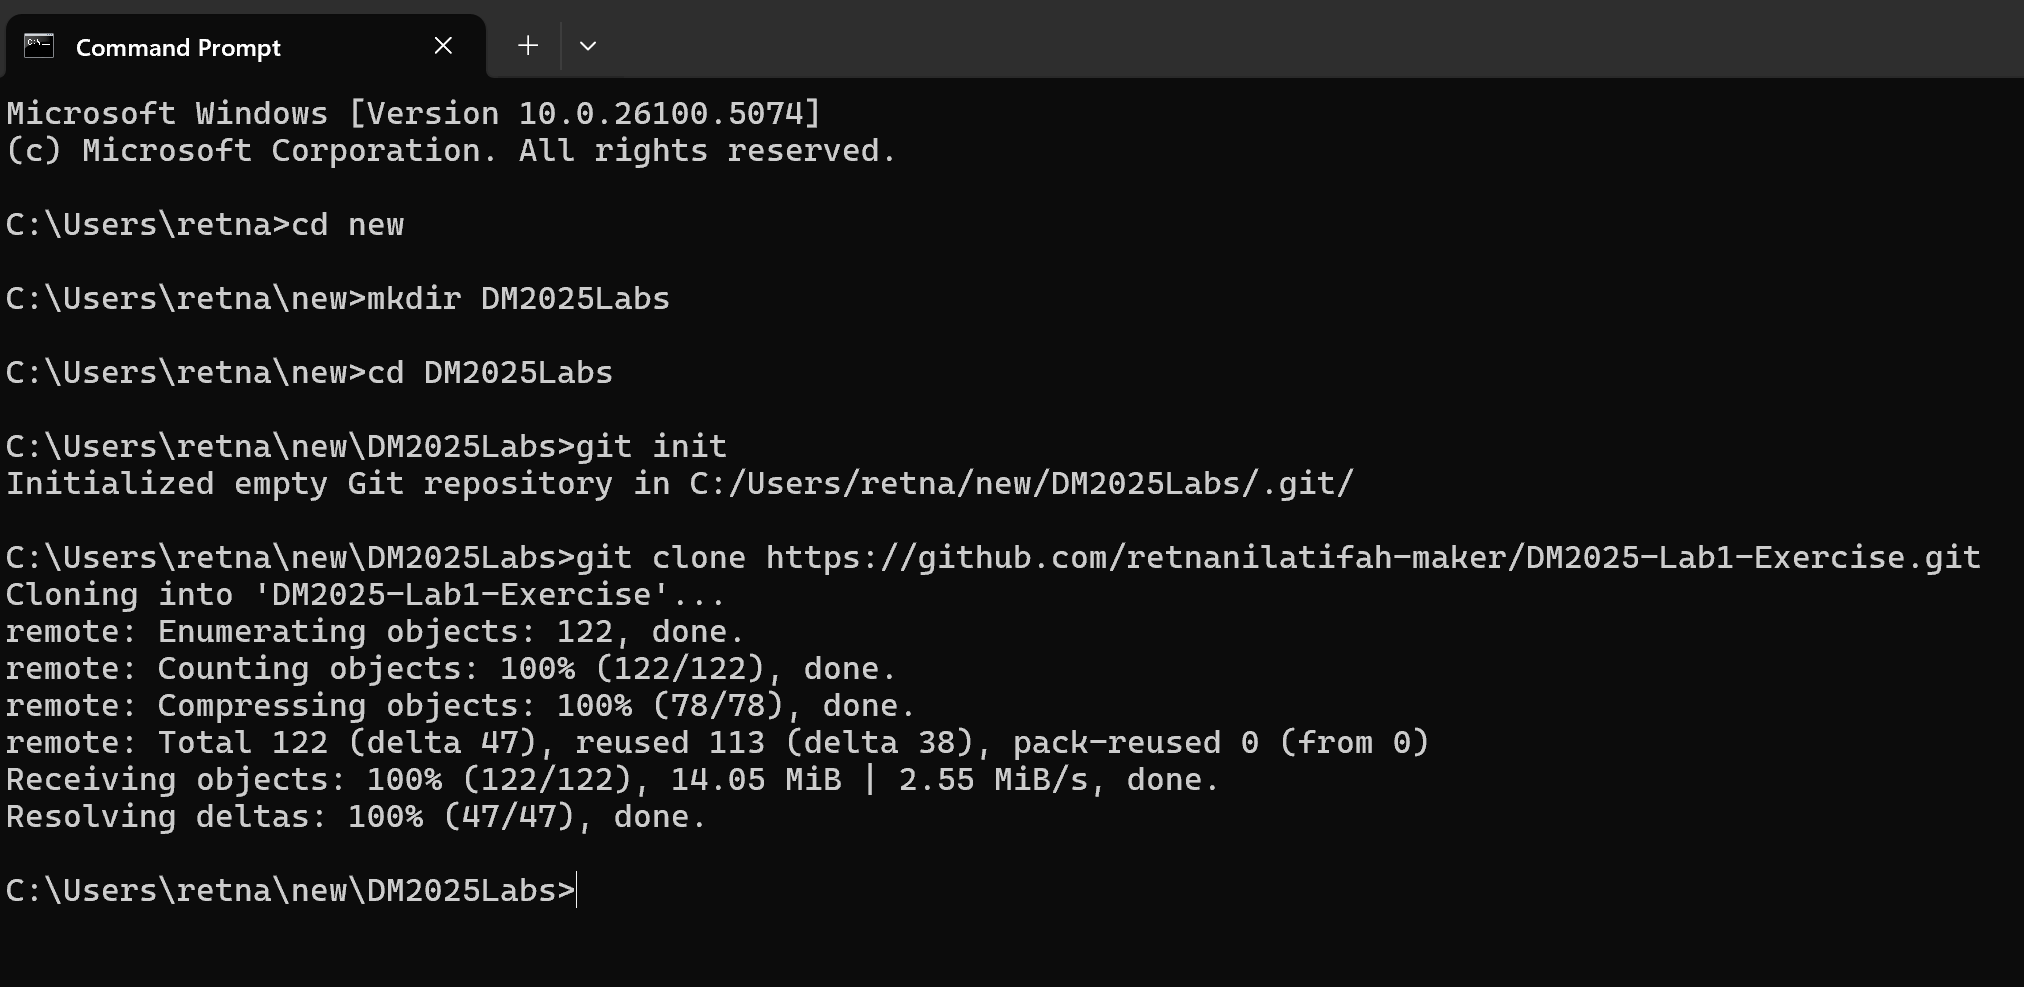 Command Prompt
Microsoft Windows [Version 10.0.26100.5074]
(c) Microsoft Corporation. All rights reserved.
C:\Users\retna>cd new
C:\Users\retna\new>mkdir DM2025Labs
C:\Users\retna\new>cd DM2025Labs
C:\Users\retna\new\DM2025Labs>git init
Initialized empty Git repository in C:/Users/retna/new/DM2025Labs/.git/
C:\Users\retna\new\DM2025Labs>git clone https://github.com/retnanilatifah-maker/DM2025-Lab1-Exercise.git
Cloning into 'DM2025-Lab1-Exercise'...
remote: Enumerating objects: 122, done.
remote: Counting objects: 100% (122/122), done.
remote: Compressing objects: 100% (78/78), done.
remote: Total 122 (delta 47), reused 113 (delta 38), pack-reused 0 (from 0)
Receiving objects: 100% (122/122), 14.05 MiB | 2.55 MiB/s, done.
Resolving deltas: 100% (47/47), done.
C:\Users\retna\new\DM2025Labs>